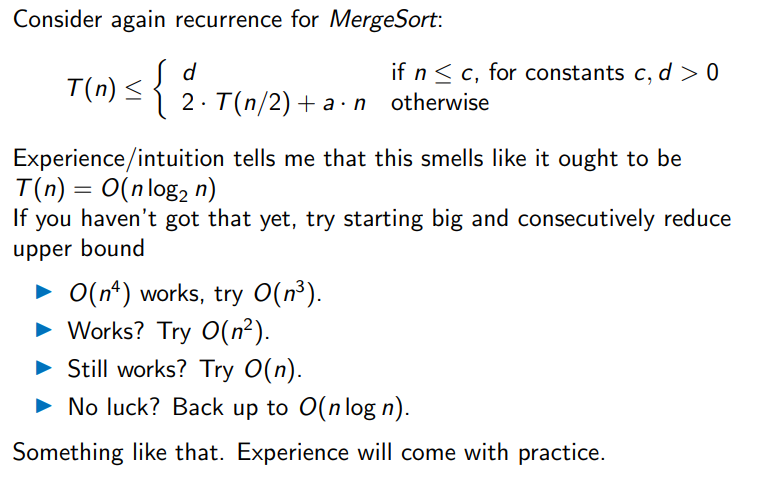 Consider again recurrence for MergeSort:
T(n) ≤ { d if n ≤ c, for constants c, d > 0
2 · T(n/2) + a · n otherwise
Experience/intuition tells me that this smells like it ought to be
T(n) = O(n log₂ n)
If you haven't got that yet, try starting big and consecutively reduce
upper bound
▶ O(n⁴) works, try O(n³).
▶ Works? Try O(n²).
▶ Still works? Try O(n).
▶ No luck? Back up to O(n log n).
Something like that. Experience will come with practice.